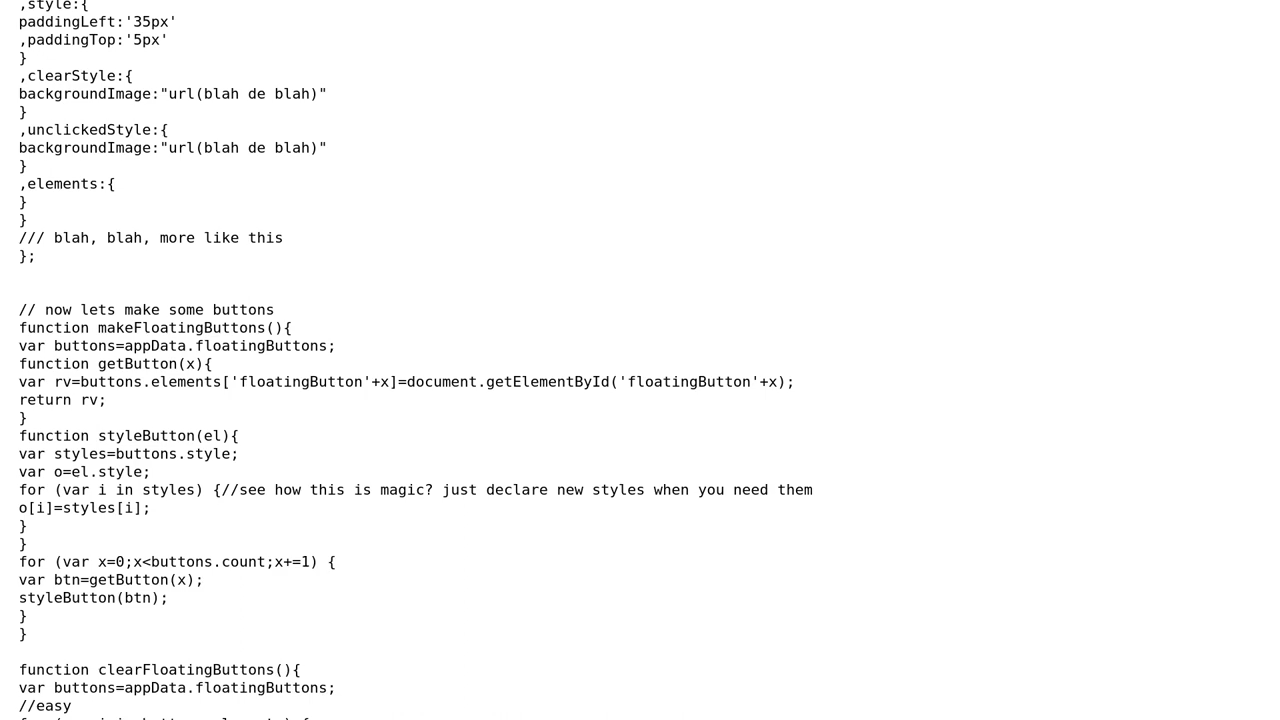 ,style:{
paddingLeft:'35px'
,paddingTop:'5px'
}
,clearStyle:{
backgroundImage:"url(blah de blah)"
}
,unclickedStyle:{
backgroundImage:"url(blah de blah)"
}
,elements:{
}
}
/// blah, blah, more like this
};
// now lets make some buttons
function makeFloatingButtons(){
var buttons=appData.floatingButtons;
function getButton(x){
var rv=buttons.elements['floatingButton'+x]=document.getElementById('floatingButton'+x);
return rv;
}
function styleButton(el){
var styles=buttons.style;
var o=el.style;
for (var i in styles) {//see how this is magic? just declare new styles when you need them
o[i]=styles[i];
}
}
for (var x=0;x<buttons.count;x+=1) {
var btn=getButton(x);
styleButton(btn);
}
}
function clearFloatingButtons(){
var buttons=appData.floatingButtons;
//easy